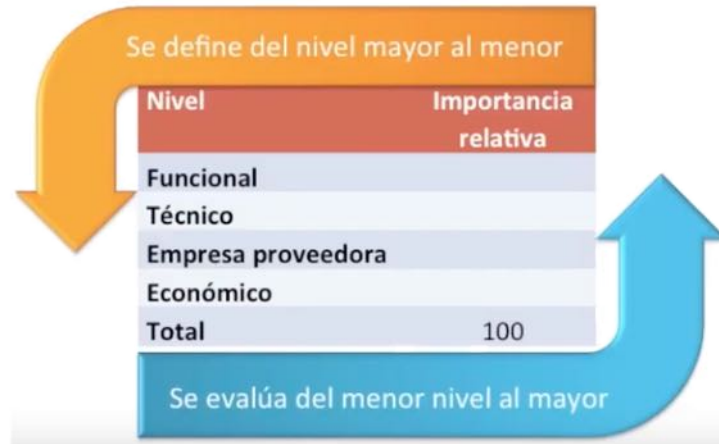 Se define del nivel mayor al menor
Nivel Importancia
relativa
Funcional
Técnico
Empresa proveedora
Económico
Total 100
Se evalúa del menor nivel al mayor